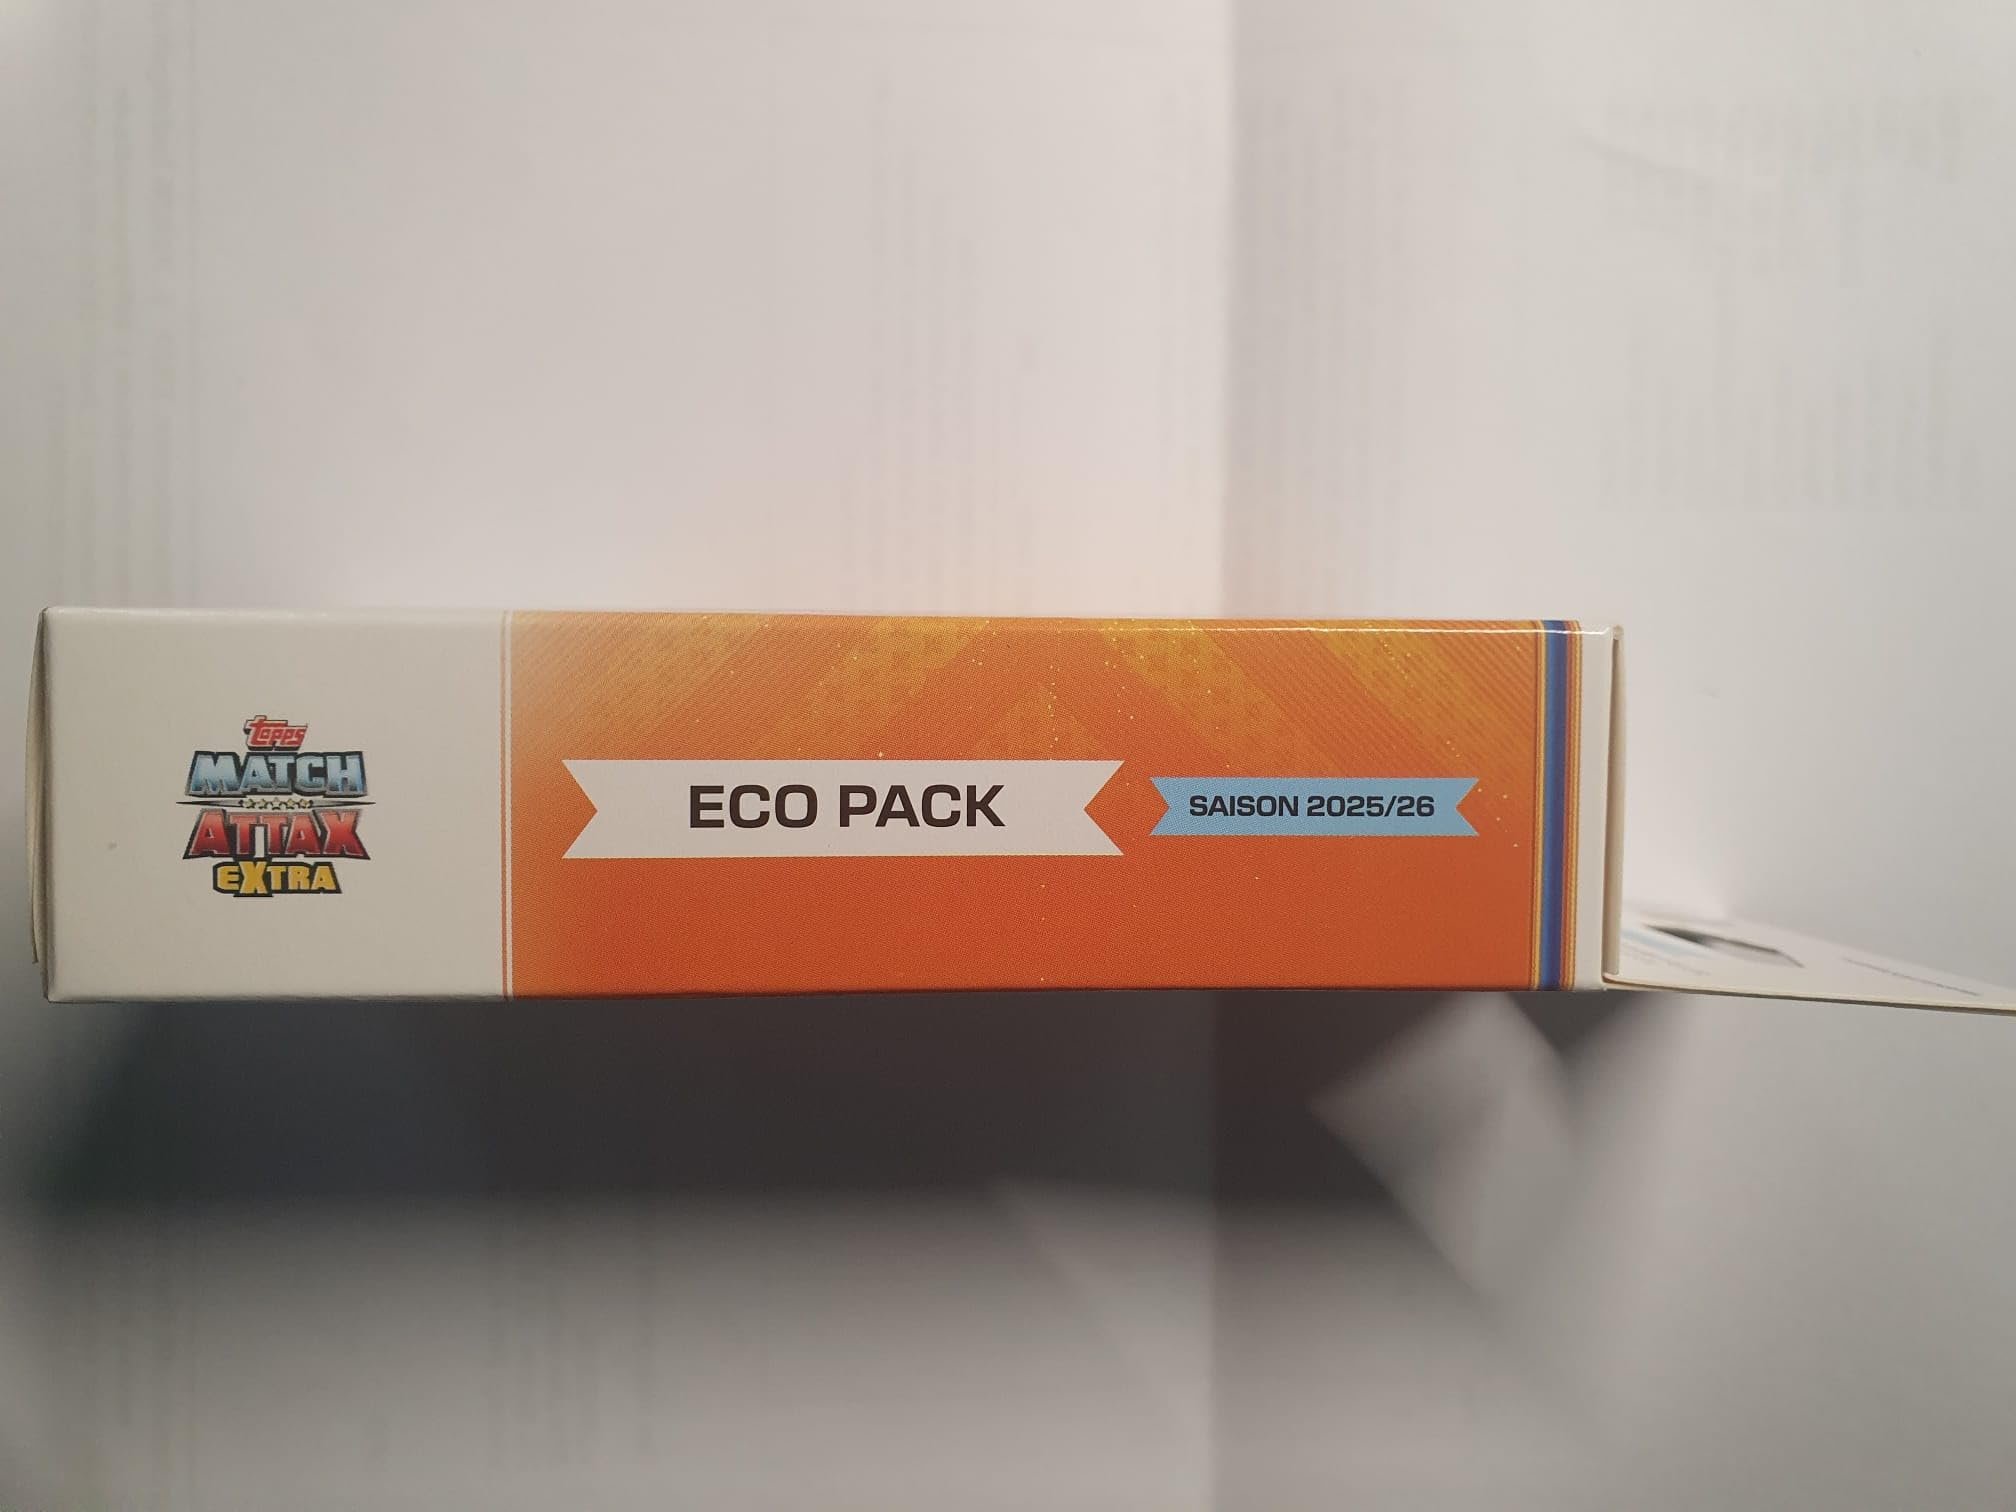 topps
MATCH
ATTAX
EXTRA
ECO PACK
SAISON 2025/26